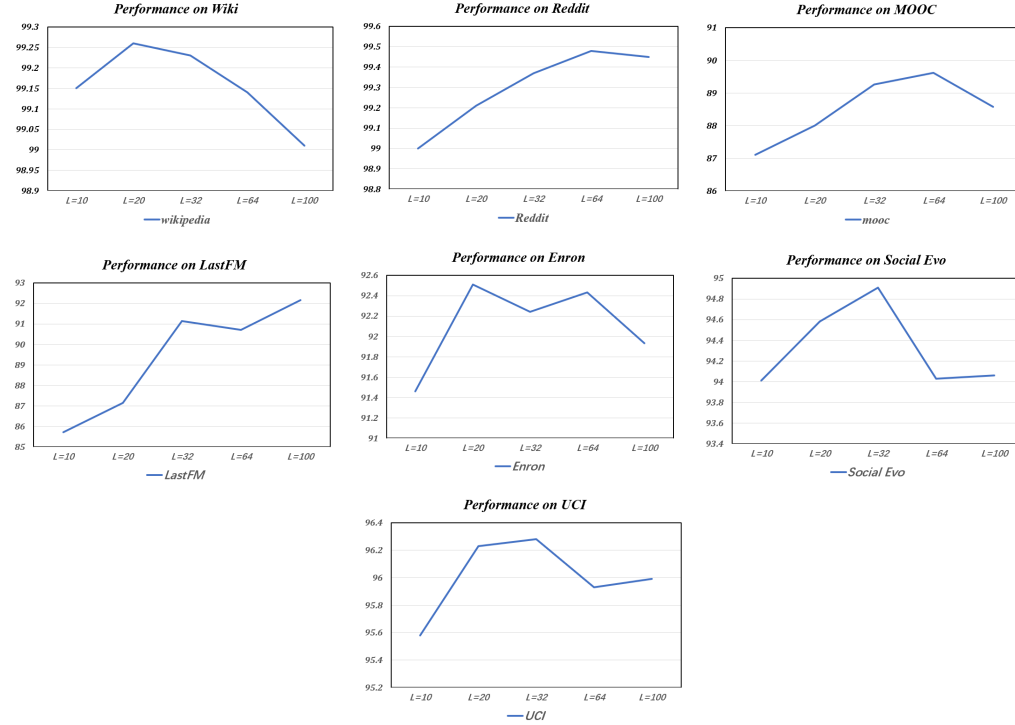 Performance on Wiki
99.3
99.25
99.2
99.15
99.1
99.05
99
98.95
98.9
L=10 L=20 L=32 L=64 L=100
wikipedia
Performance on Reddit
99.6
99.5
99.4
99.3
99.2
99.1
99
98.9
98.8
L=10 L=20 L=32 L=64 L=100
Reddit
Performance on MOOC
91
90
89
88
87
86
L=10 L=20 L=32 L=64 L=100
mooc
Performance on LastFM
93
92
91
90
89
88
87
86
85
L=10 L=20 L=32 L=64 L=100
LastFM
Performance on Enron
92.6
92.4
92.2
92
91.8
91.6
91.4
91.2
91
L=10 L=20 L=32 L=64 L=100
Enron
Performance on Social Evo
95
94.8
94.6
94.4
94.2
94
93.8
93.6
93.4
L=10 L=20 L=32 L=64 L=100
Social Evo
Performance on UCI
96.4
96.2
96
95.8
95.6
95.4
95.2
L=10 L=20 L=32 L=64 L=100
UCI